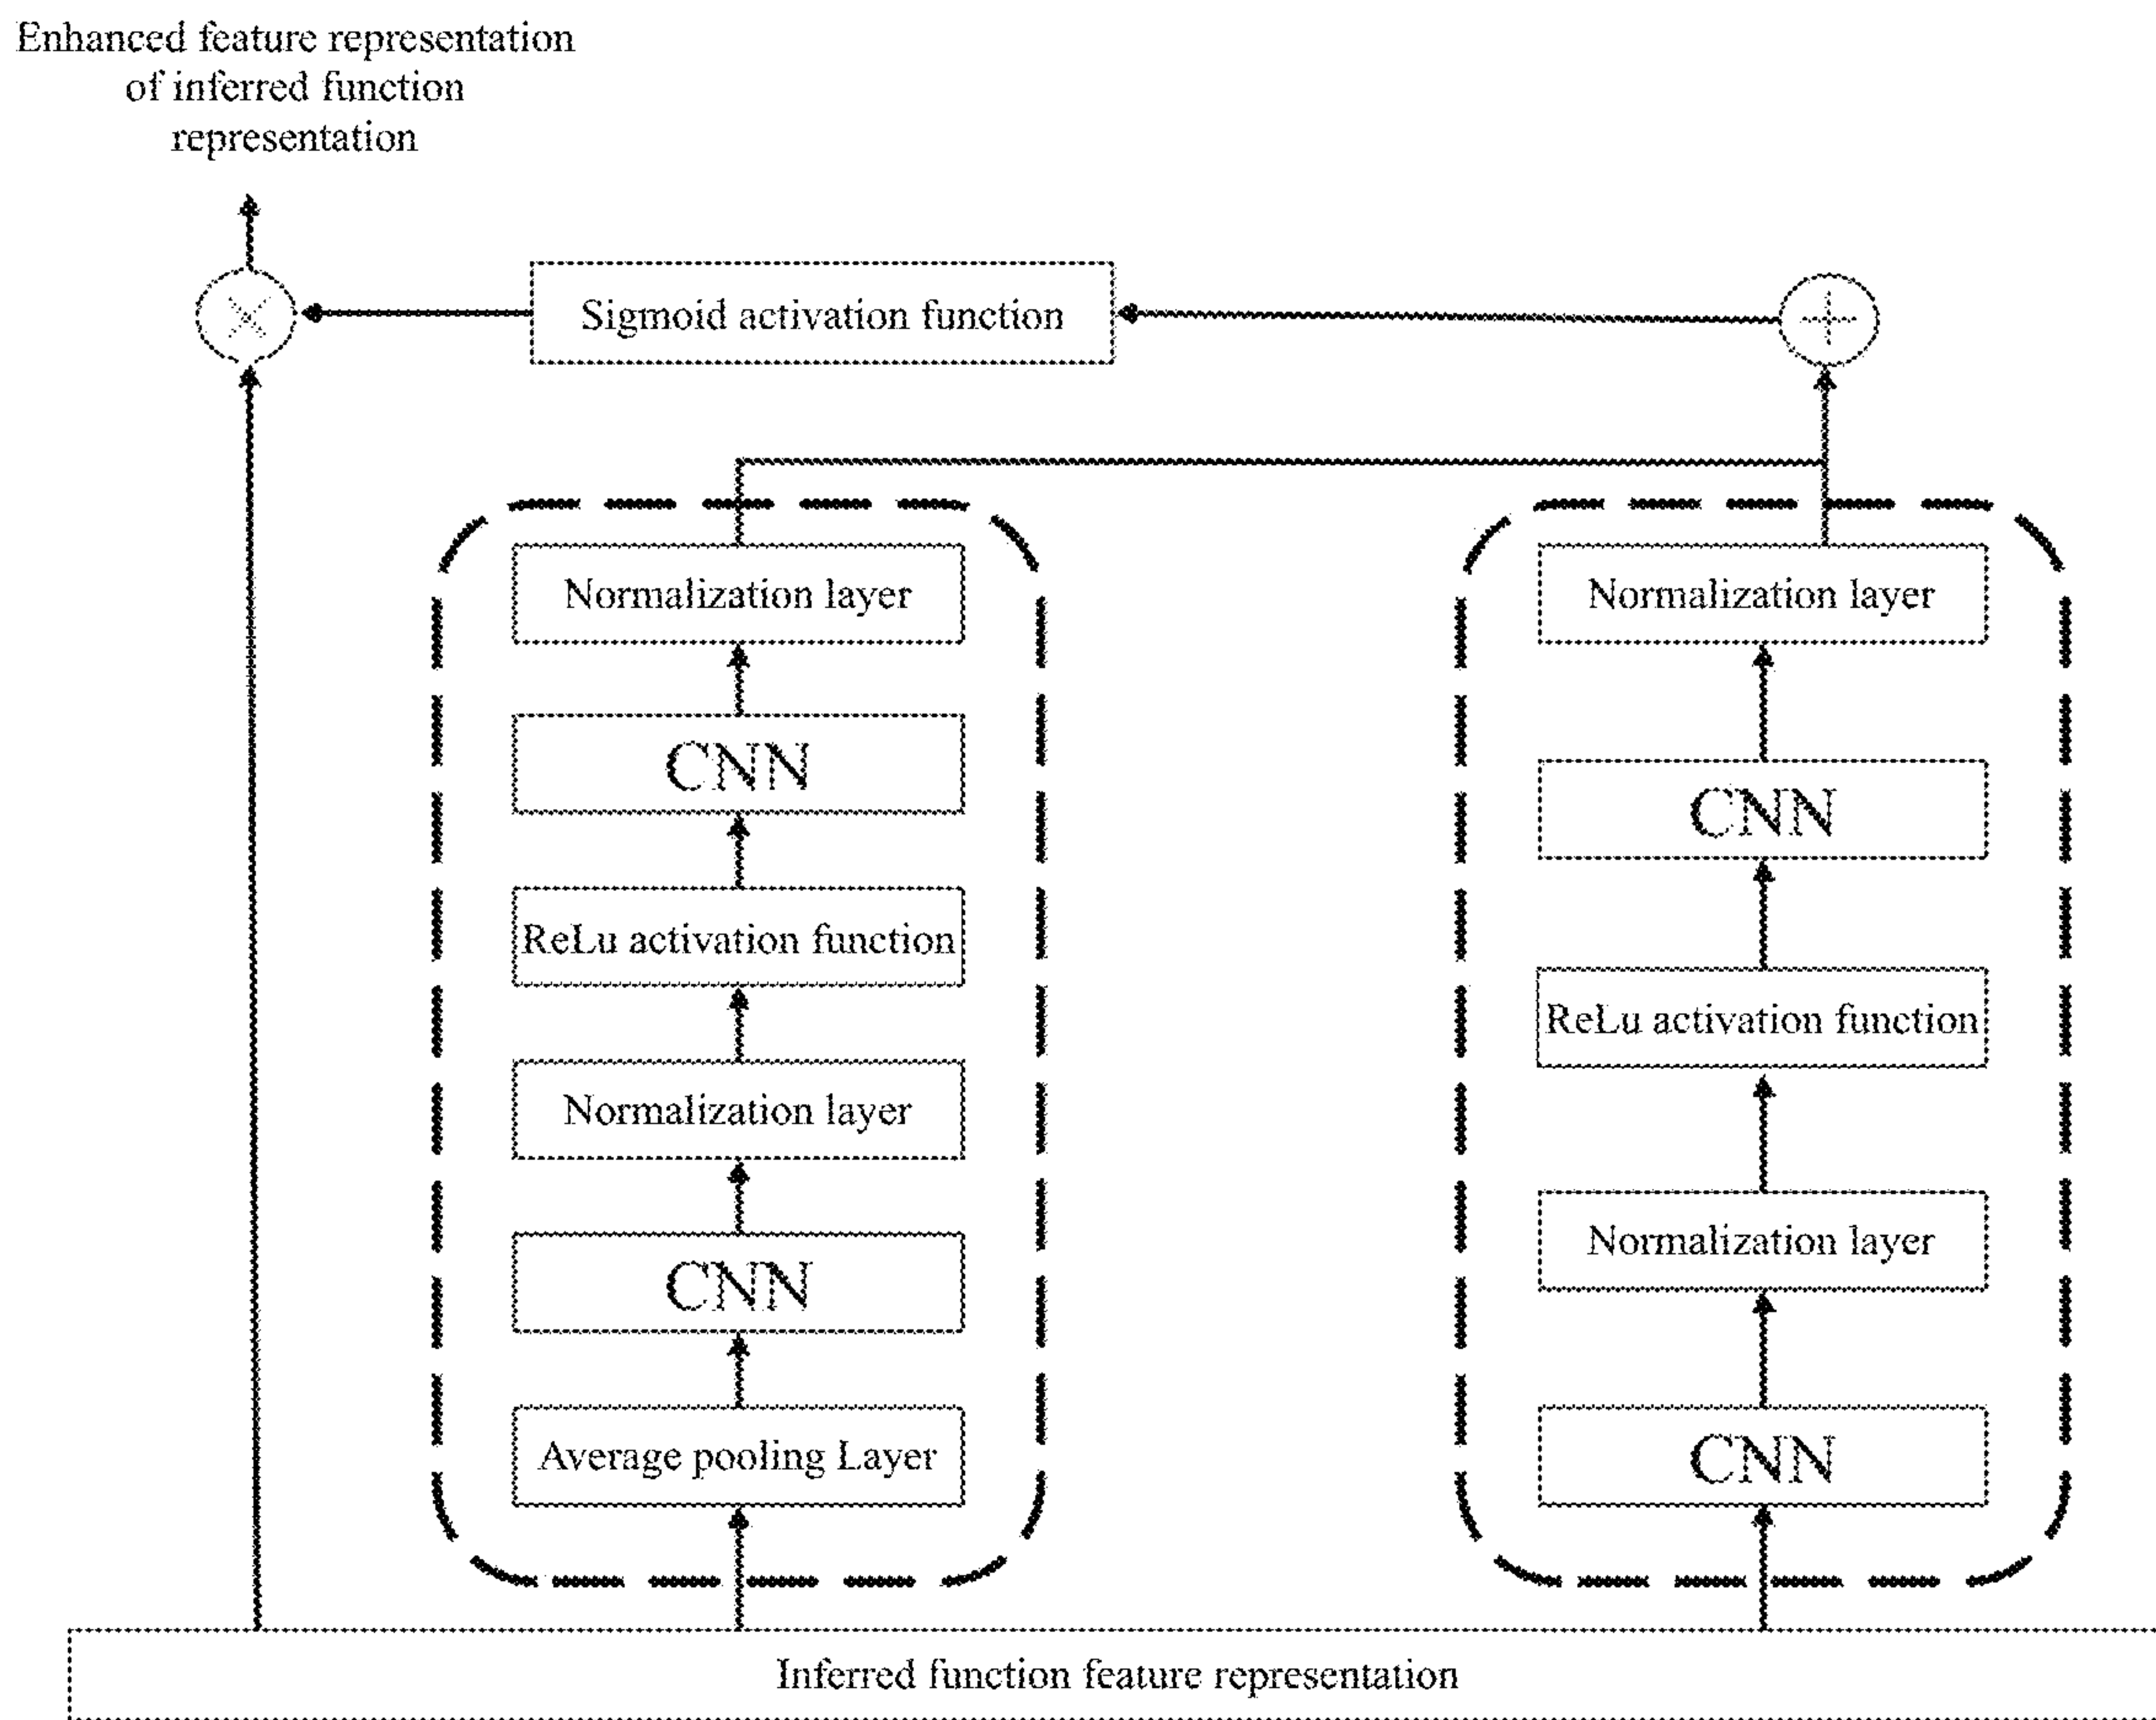 Enhanced feature representation
of inferred function
representation
Sigmoid activation function
Normalization layer
CNN
ReLu activation function
Normalization layer
CNN
Average pooling Layer
Normalization layer
CNN
ReLu activation function
Normalization layer
CNN
Inferred function feature representation